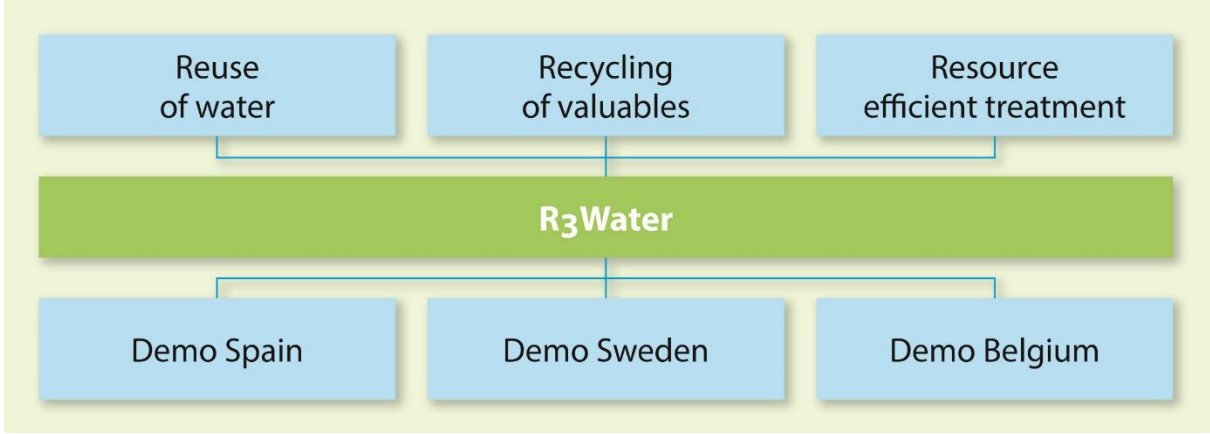 Reuse
of water
Recycling
of valuables
Resource
efficient treatment
R3Water
Demo Spain
Demo Sweden
Demo Belgium